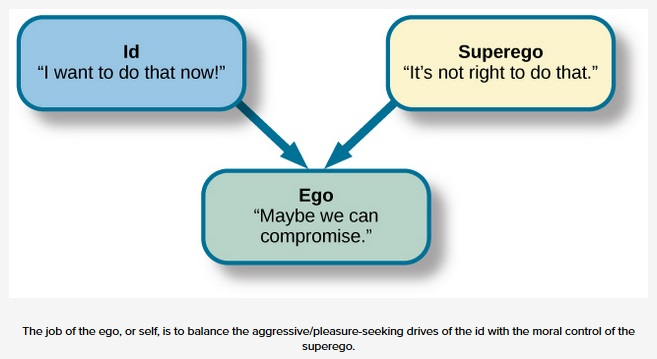 Id
“I want to do that now!”
Superego
“It’s not right to do that.”
Ego
“Maybe we can
compromise.”
The job of the ego, or self, is to balance the aggressive/pleasure-seeking drives of the id with the moral control of the
superego.